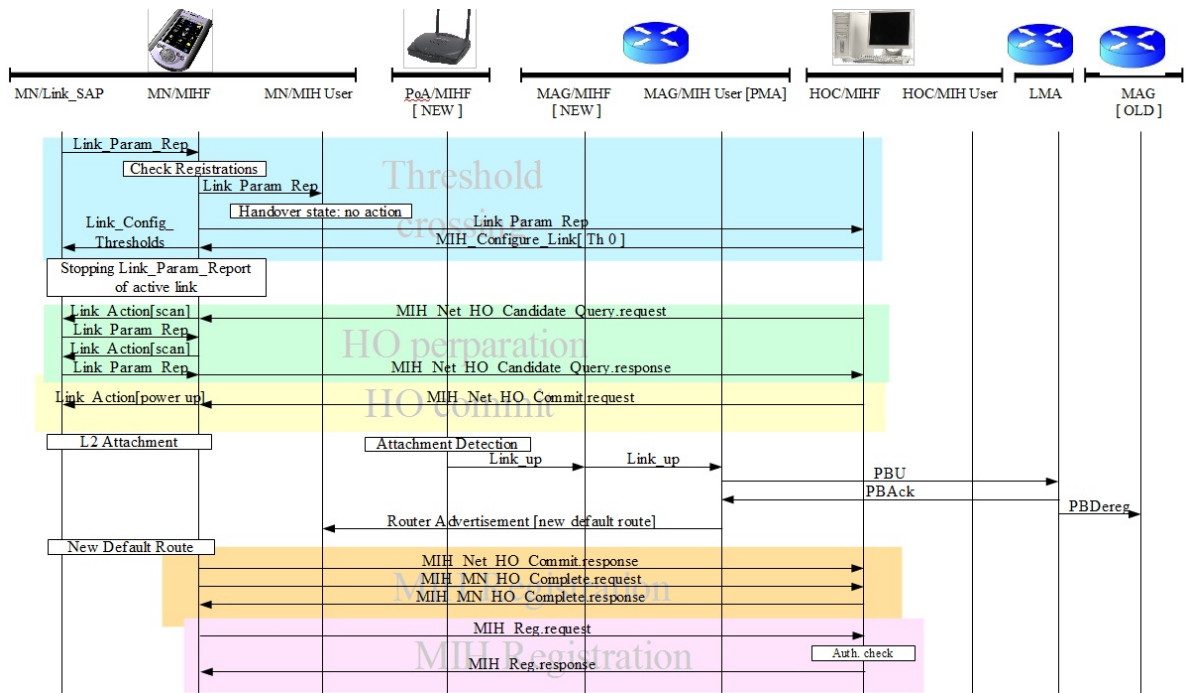 MN/Link_SAP MN/MIHF MN/MIH User PoA/MIHF MAG/MIHF MAG/MIH User [PMA] HOC/MIHF HOC/MIH User LMA MAG
[ NEW ] [ NEW ] [ OLD ]
Link_Param_Rep
Check Registrations
Threshold
Link_Param_Rep
Handover state: no action
crossing
Link_Param_Rep
Link_Config_
Thresholds
MIH_Configure_Link[ Th 0 ]
Stopping Link_Param_Report
of active link
Link_Action[scan] MIH_Net_HO_Candidate_Query.request
Link_Param_Rep
HO perparation
Link_Action[scan]
Link_Param_Rep MIH_Net_HO_Candidate_Query.response
Link_Action[power up] MIH_Net_HO_Commit.request
HO commit
L2 Attachment Attachment Detection
Link_up Link_up
PBU
PBAck
PBDereg
Router Advertisement [new default route]
New Default Route
MIH_Net_HO_Commit.response
MIH_MN_HO_Complete.request
MIH Registration
MIH_MN_HO_Complete.response
MIH_Reg.request
Auth. check
MIH Registration
MIH_Reg.response